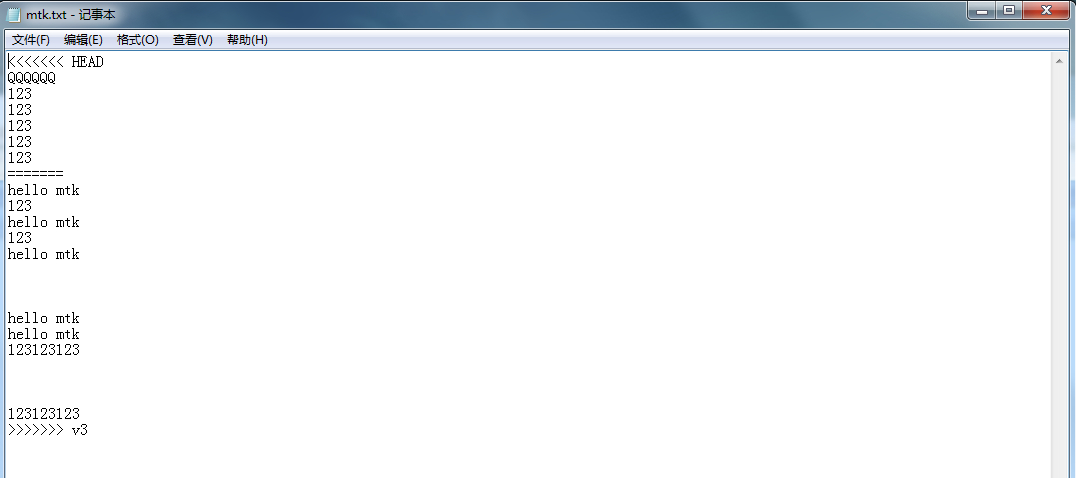 mtk.txt - 记事本
文件(F) 编辑(E) 格式(O) 查看(V) 帮助(H)
<<<<<<< HEAD
QQQQQQ
123
123
123
123
123
=======
hello mtk
123
hello mtk
123
hello mtk
hello mtk
hello mtk
123123123
123123123
>>>>>>> v3